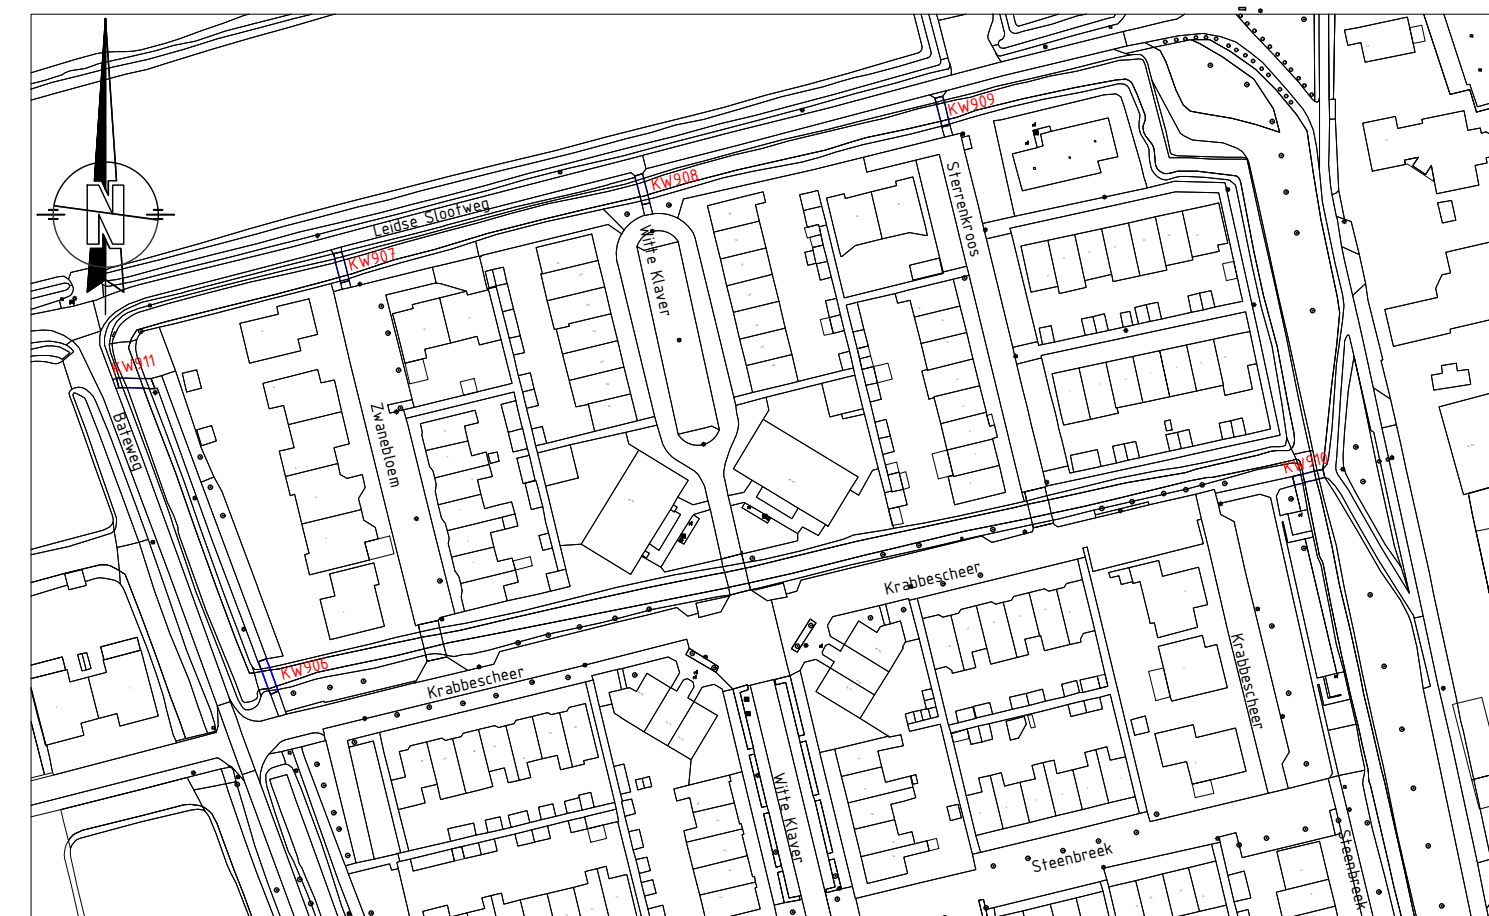 KW909
KW908
Leidse Slootweg
Sterrenkroos
Witte Klaver
KW907
N
KW911
Bateweg
Zwanebloem
KW910
Krabbescheer
KW906
Krabbescheer
Krabbescheer
Witte Klaver
Steenbreek
Steenbreek